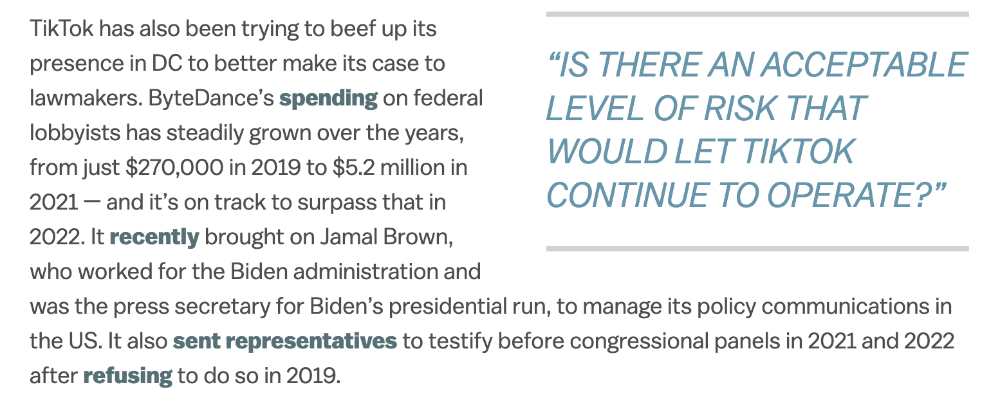 TikTok has also been trying to beef up its
presence in DC to better make its case to
lawmakers. ByteDance’s spending on federal
lobbyists has steadily grown over the years,
from just $270,000 in 2019 to $5.2 million in
2021 — and it’s on track to surpass that in
2022. It recently brought on Jamal Brown,
who worked for the Biden administration and
was the press secretary for Biden’s presidential run, to manage its policy communications in
the US. It also sent representatives to testify before congressional panels in 2021 and 2022
after refusing to do so in 2019.
“IS THERE AN ACCEPTABLE
LEVEL OF RISK THAT
WOULD LET TIKTOK
CONTINUE TO OPERATE?”